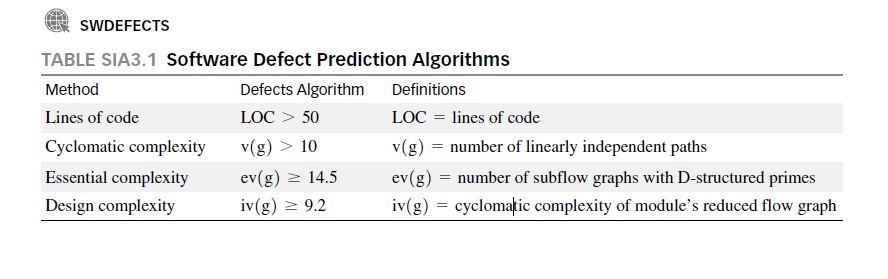 SWDEFECTS
TABLE SIA3.1 Software Defect Prediction Algorithms
Method Defects Algorithm Definitions
Lines of code LOC > 50 LOC = lines of code
Cyclomatic complexity v(g) > 10 v(g) = number of linearly independent paths
Essential complexity ev(g) ≥ 14.5 ev(g) = number of subflow graphs with D-structured primes
Design complexity iv(g) ≥ 9.2 iv(g) = cyclomatic complexity of module's reduced flow graph